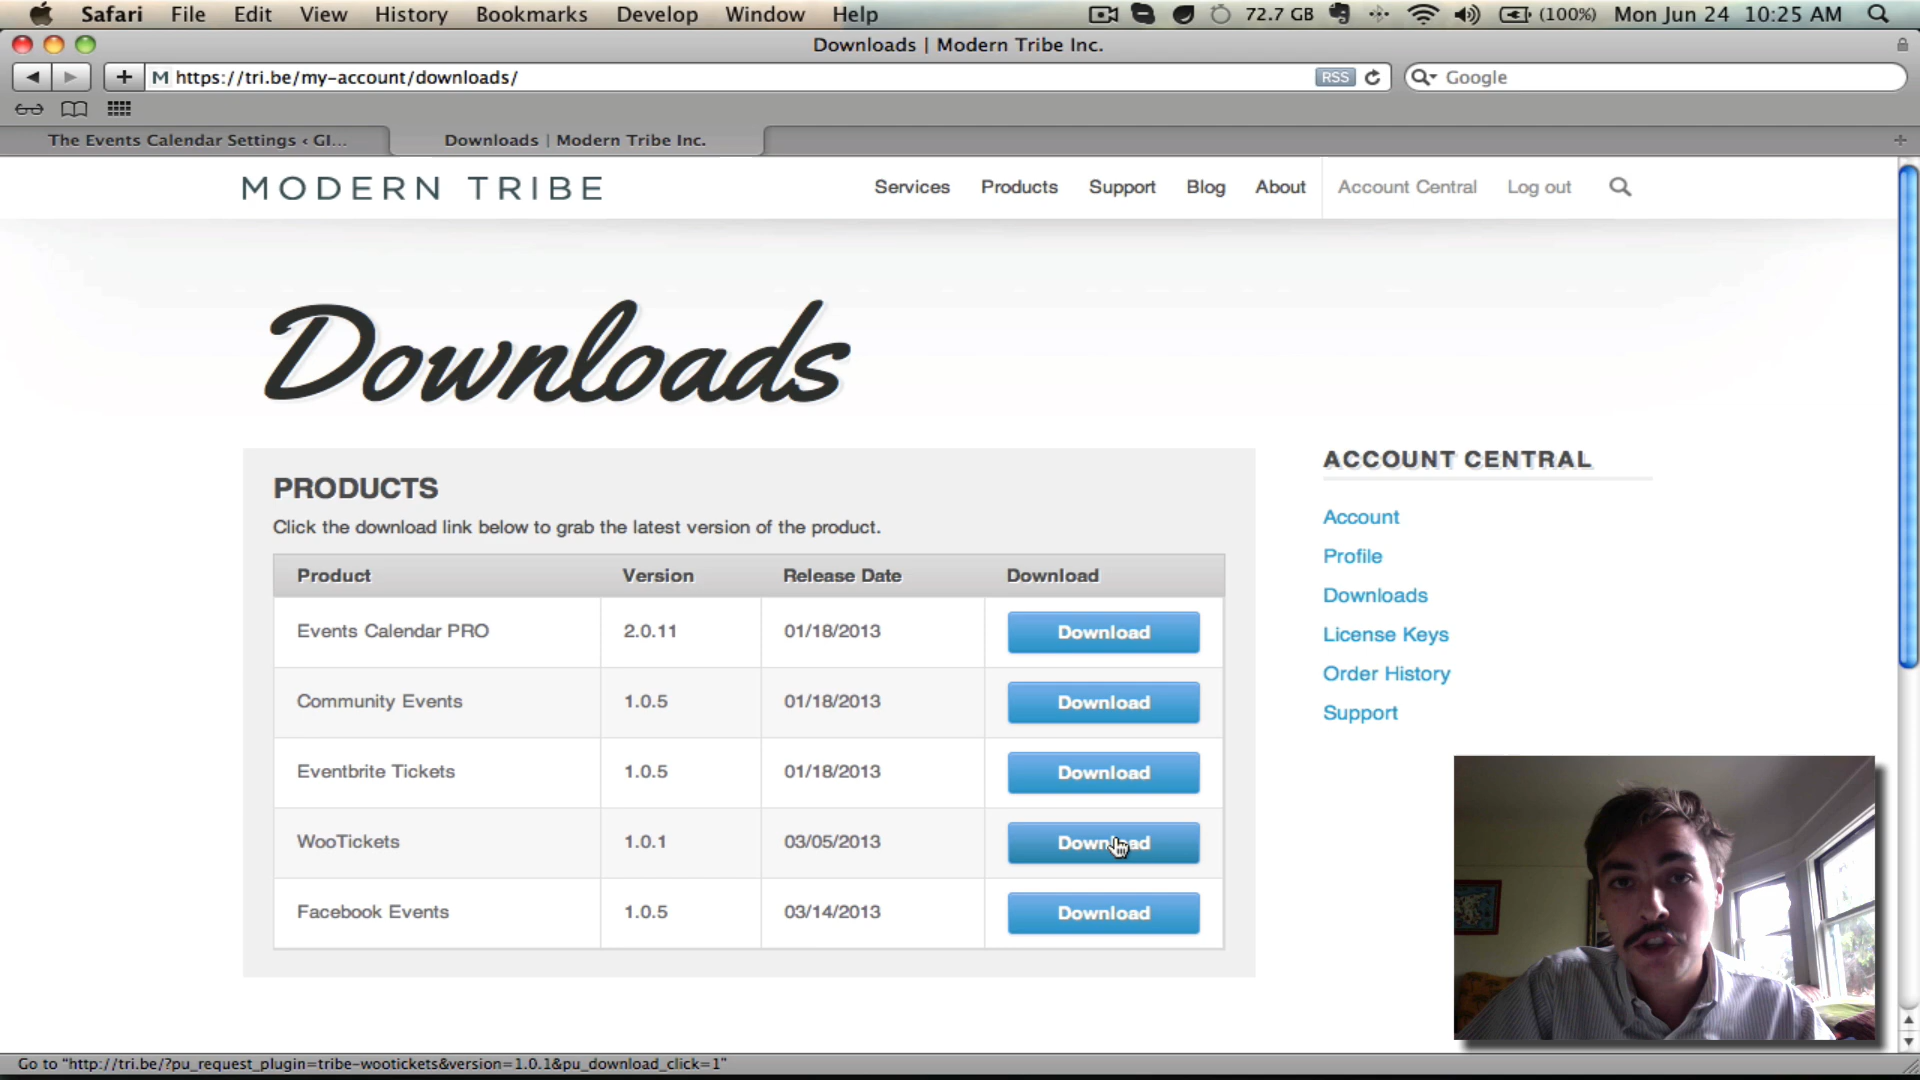 Safari File Edit View History Bookmarks Develop Window Help 72.7 GB (100%) Mon Jun 24 10:25 AM
Downloads | Modern Tribe Inc.
M https://tri.be/my-account/downloads/ RSS Google
The Events Calendar Settings ‹ GI... Downloads | Modern Tribe Inc.
MODERN TRIBE Services Products Support Blog About Account Central Log out
Downloads
PRODUCTS
Click the download link below to grab the latest version of the product.
Product Version Release Date Download
Events Calendar PRO 2.0.11 01/18/2013 Download
Community Events 1.0.5 01/18/2013 Download
Eventbrite Tickets 1.0.5 01/18/2013 Download
WooTickets 1.0.1 03/05/2013 Download
Facebook Events 1.0.5 03/14/2013 Download
ACCOUNT CENTRAL
Account
Profile
Downloads
License Keys
Order History
Support
Go to "http://tri.be/?pu_request_plugin=tribe-wootickets&version=1.0.1&pu_download_click=1"